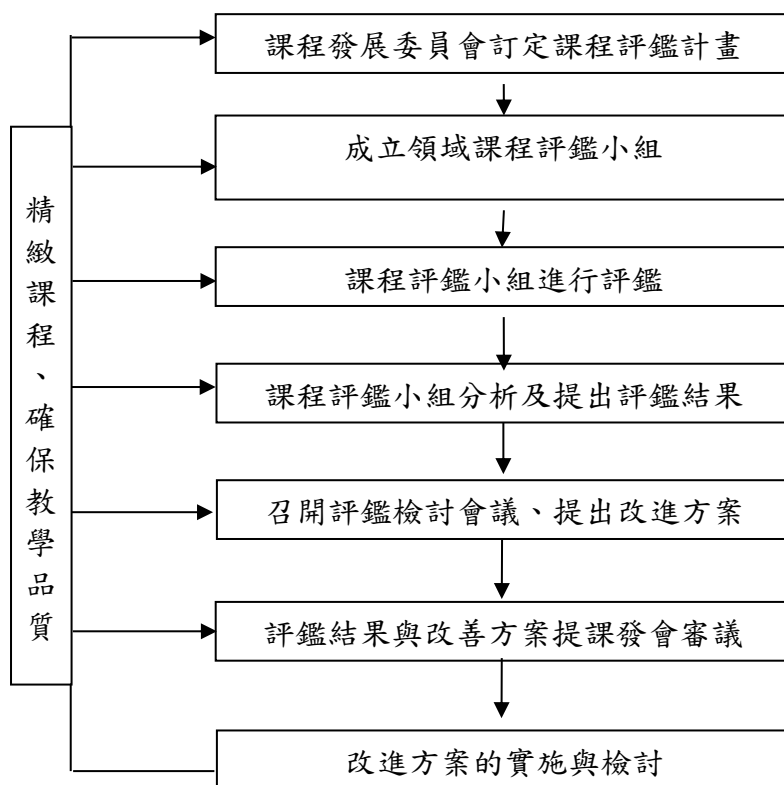 課程發展委員會訂定課程評鑑計畫
成立領域課程評鑑小組
課程評鑑小組進行評鑑
課程評鑑小組分析及提出評鑑結果
召開評鑑檢討會議、提出改進方案
評鑑結果與改善方案提課發會審議
改進方案的實施與檢討
精緻課程、確保教學品質